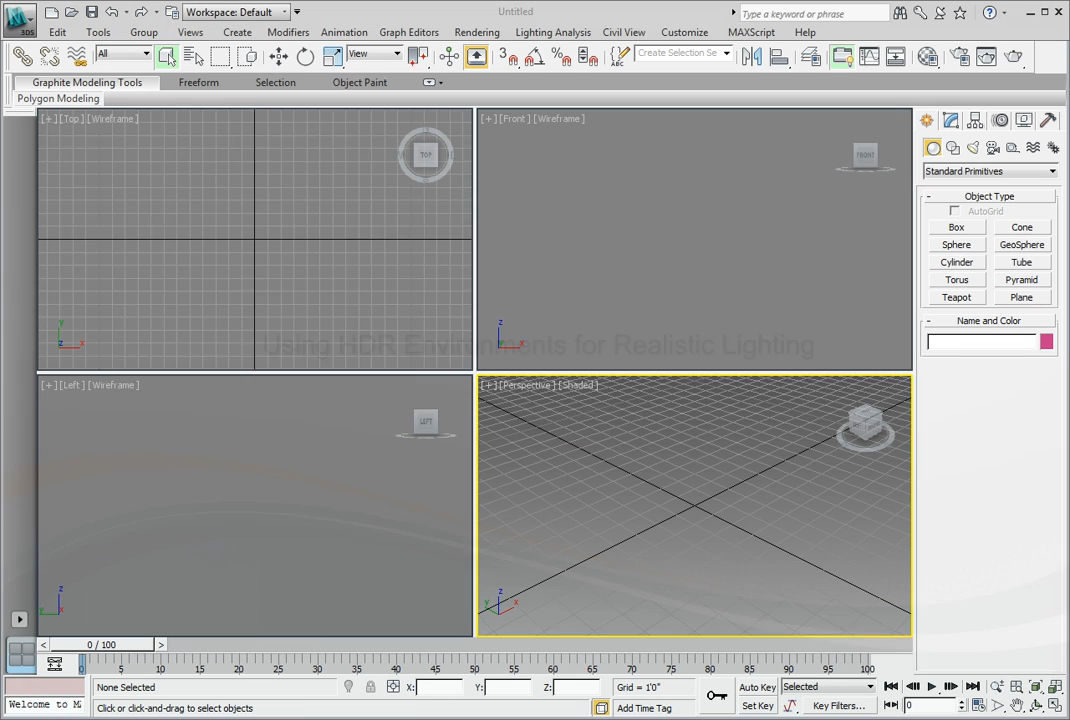 Workspace: Default
Untitled
Type a keyword or phrase
3DS
Edit Tools Group Views Create Modifiers Animation Graph Editors Rendering Lighting Analysis Civil View Customize MAXScript Help
All
View
3
Create Selection Se
ABC
Graphite Modeling Tools Freeform Selection Object Paint
Polygon Modeling
[+][Top][Wireframe]
TOP
[+][Front][Wireframe]
FRONT
Standard Primitives
- Object Type
AutoGrid
Box Cone
Sphere GeoSphere
Cylinder Tube
Torus Pyramid
Teapot Plane
- Name and Color
y
z x
z
x
Using HDR Environments for Realistic Lighting
[+][Left][Wireframe]
LEFT
[+][Perspective][Shaded]
z
y x
z
y x
< 0 / 100 >
0 5 10 15 20 25 30 35 40 45 50 55 60 65 70 75 80 85 90 95 100
None Selected X: Y: Z: Grid = 1'0" Auto Key Selected
Welcome to M Click or click-and-drag to select objects Add Time Tag Set Key Key Filters... 0